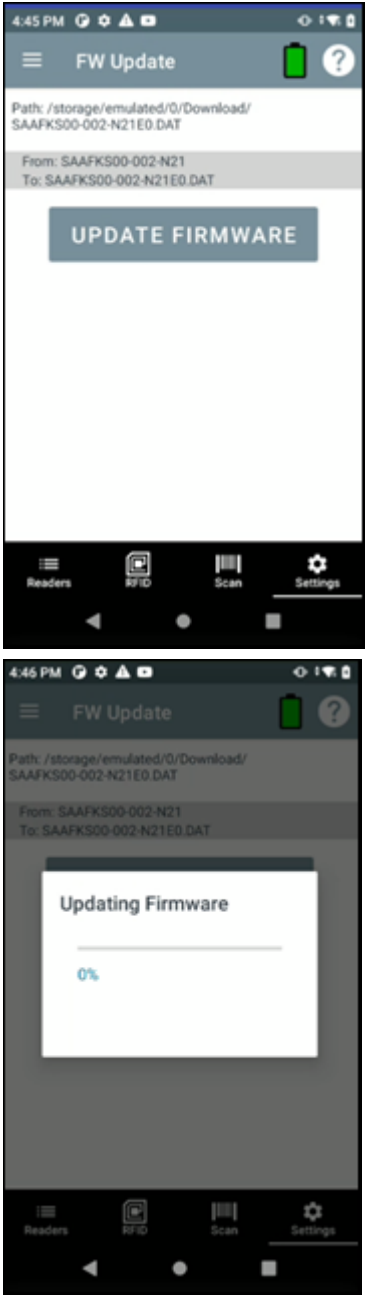 4:45 PM
FW Update
?
Path: /storage/emulated/0/Download/
SAAFKS00-002-N21E0.DAT
From: SAAFKS00-002-N21
To: SAAFKS00-002-N21E0.DAT
UPDATE FIRMWARE
Readers RFID Scan Settings
4:46 PM
FW Update
?
Path: /storage/emulated/0/Download/
SAAFKS00-002-N21E0.DAT
From: SAAFKS00-002-N21
To: SAAFKS00-002-N21E0.DAT
Updating Firmware
0%
Readers RFID Scan Settings